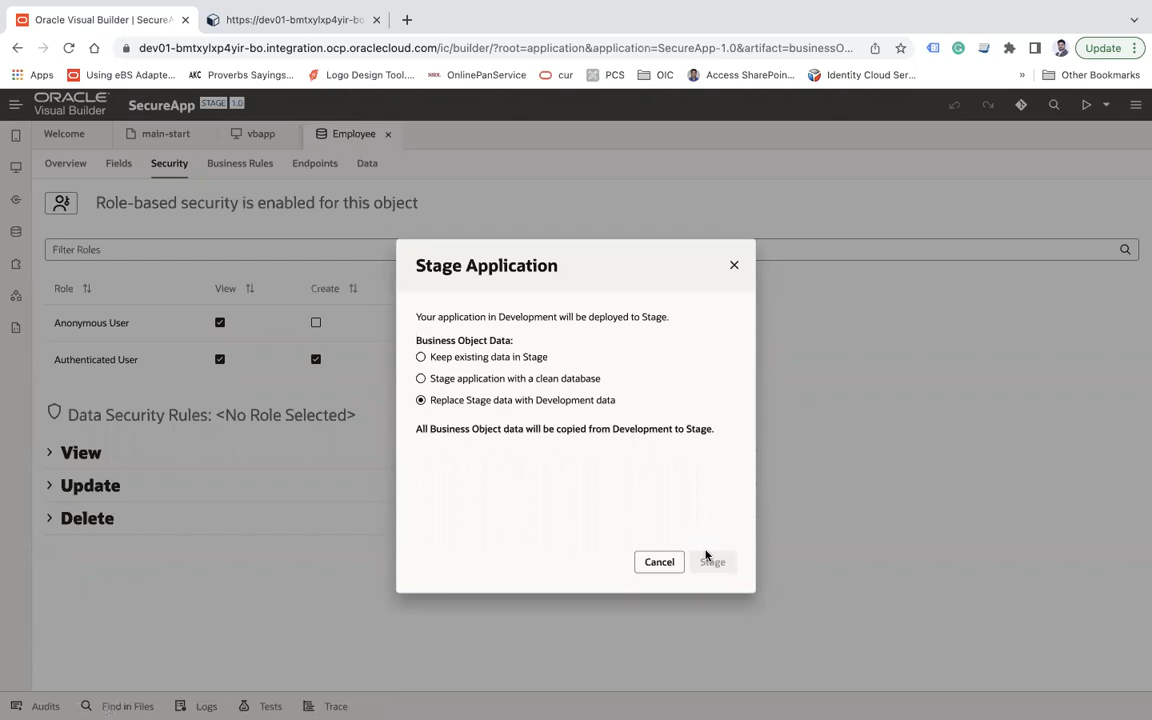 Oracle Visual Builder | SecureA
https://dev01-bmtxylxp4yir-bo
dev01-bmtxylxp4yir-bo.integration.ocp.oraclecloud.com/ic/builder/?root=application&application=SecureApp-1.0&artifact=businessO...
Update
Apps
Using eBS Adapte...
AKC Proverbs Sayings...
Logo Design Tool....
OnlinePanService
cur
PCS
OIC
Access SharePoin...
Identity Cloud Ser...
»
Other Bookmarks
ORACLE
Visual Builder
SecureApp
STAGE 1.0
Welcome
main-start
vbapp
Employee
Overview
Fields
Security
Business Rules
Endpoints
Data
Role-based security is enabled for this object
Filter Roles
Role
View
Create
Anonymous User
Authenticated User
Data Security Rules: <No Role Selected>
View
Update
Delete
Stage Application
Your application in Development will be deployed to Stage.
Business Object Data:
Keep existing data in Stage
Stage application with a clean database
Replace Stage data with Development data
All Business Object data will be copied from Development to Stage.
Cancel
Stage
Audits
Find in Files
Logs
Tests
Trace